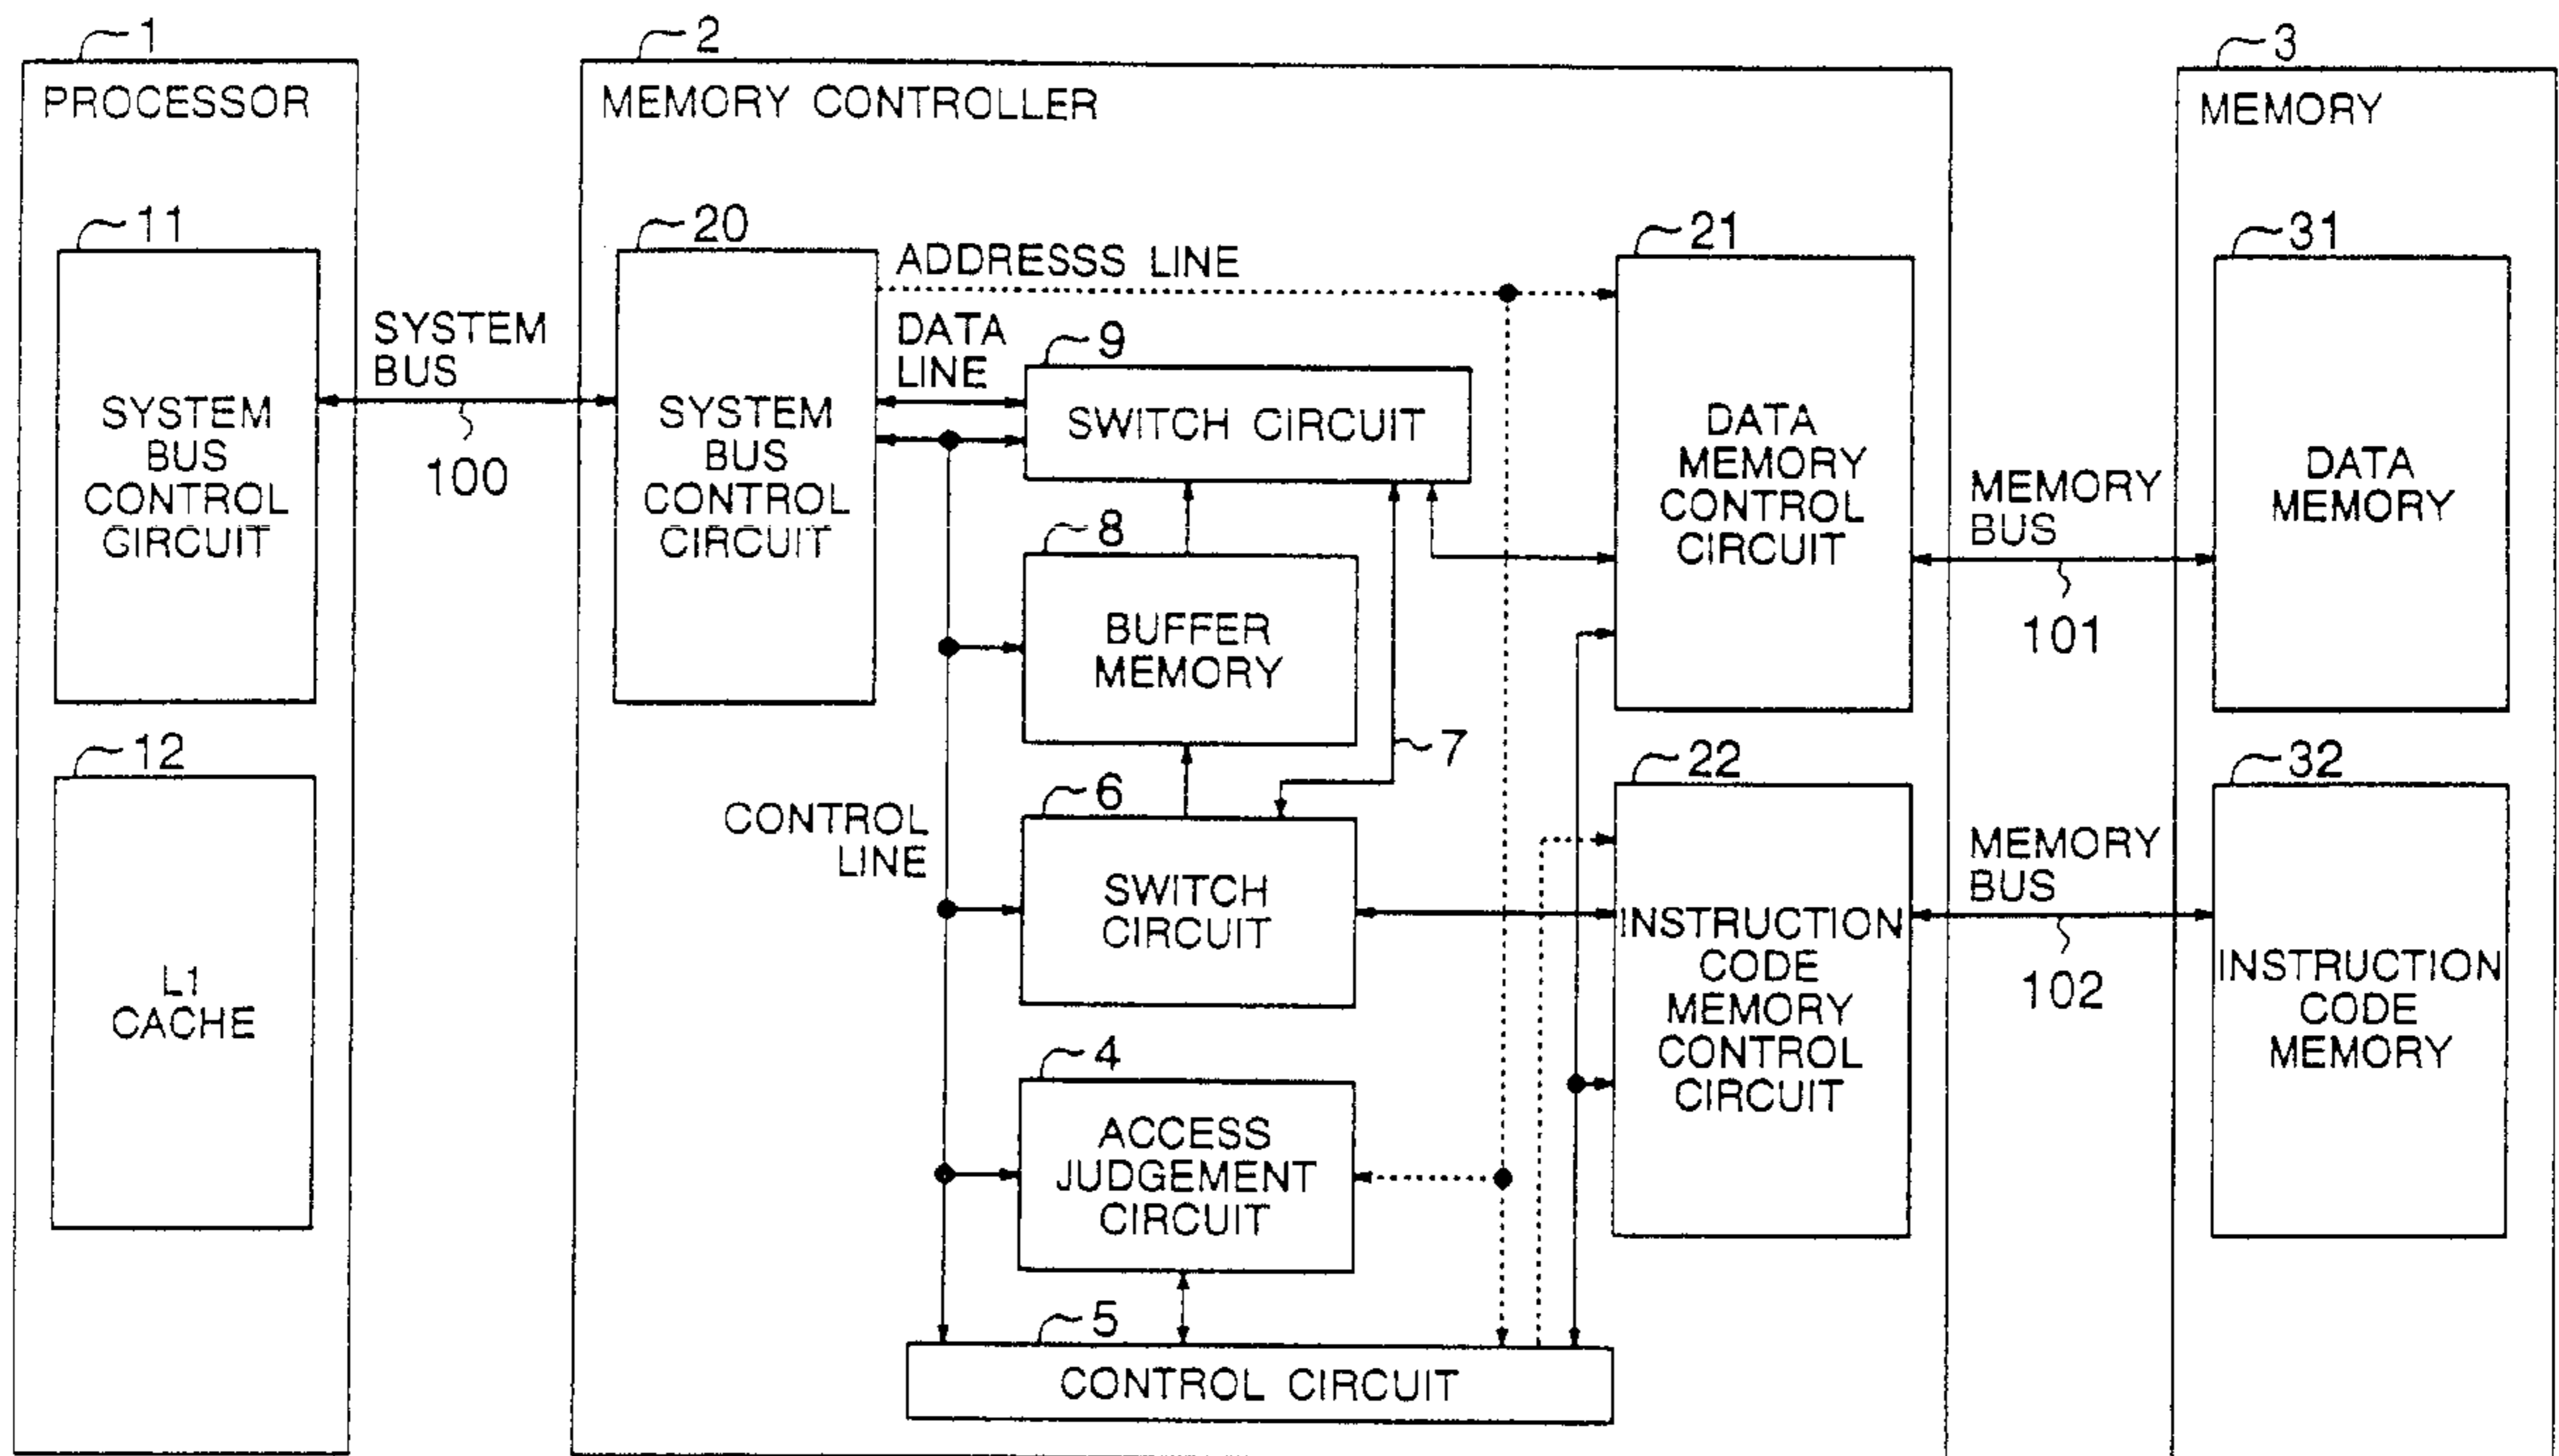 1
PROCESSOR
11
SYSTEM
BUS
CONTROL
GIRCUIT
12
L1
CACHE
SYSTEM
BUS
100
2
MEMORY CONTROLLER
20
SYSTEM
BUS
CONTROL
CIRCUIT
ADDRESSS LINE
DATA
LINE
9
SWITCH CIRCUIT
8
BUFFER
MEMORY
7
CONTROL
LINE
6
SWITCH
CIRCUIT
4
ACCESS
JUDGEMENT
CIRCUIT
5
CONTROL CIRCUIT
21
DATA
MEMORY
CONTROL
CIRCUIT
22
INSTRUCTION
CODE
MEMORY
CONTROL
CIRCUIT
MEMORY
BUS
101
MEMORY
BUS
102
3
MEMORY
31
DATA
MEMORY
32
INSTRUCTION
CODE
MEMORY